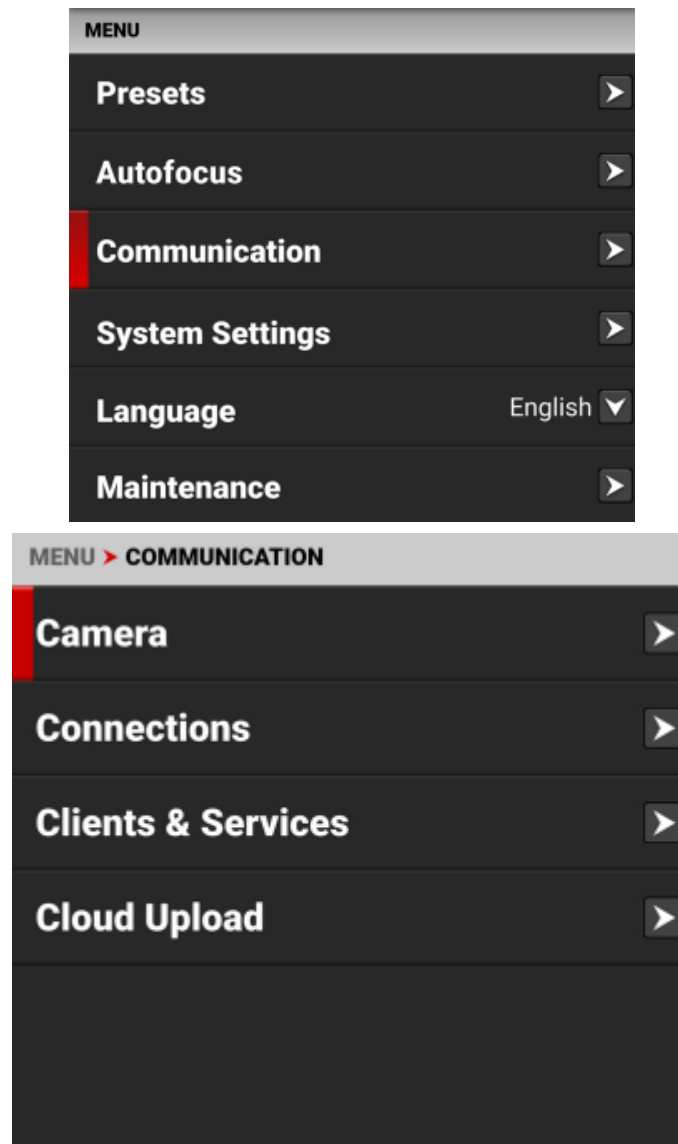 MENU
Presets
Autofocus
Communication
System Settings
Language English
Maintenance
MENU > COMMUNICATION
Camera
Connections
Clients & Services
Cloud Upload